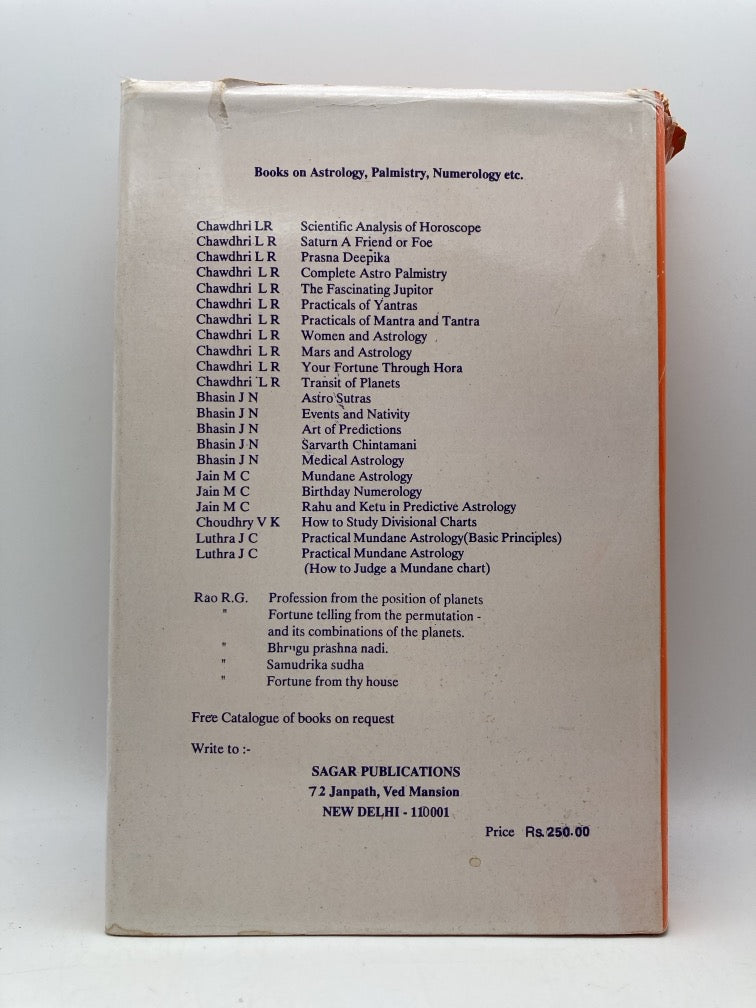 Books on Astrology, Palmistry, Numerology etc.
Chawdhri LR Scientific Analysis of Horoscope
Chawdhri L R Saturn A Friend or Foe
Chawdhri L R Prasna Deepika
Chawdhri L R Complete Astro Palmistry
Chawdhri L R The Fascinating Jupitor
Chawdhri L R Practicals of Yantras
Chawdhri L R Practicals of Mantra and Tantra
Chawdhri L R Women and Astrology
Chawdhri L R Mars and Astrology
Chawdhri L R Your Fortune Through Hora
Chawdhri L R Transit of Planets
Bhasin J N Astro Sutras
Bhasin J N Events and Nativity
Bhasin J N Art of Predictions
Bhasin J N Sarvarth Chintamani
Bhasin J N Medical Astrology
Jain M C Mundane Astrology
Jain M C Birthday Numerology
Jain M C Rahu and Ketu in Predictive Astrology
Choudhry V K How to Study Divisional Charts
Luthra J C Practical Mundane Astrology(Basic Principles)
Luthra J C Practical Mundane Astrology
(How to Judge a Mundane chart)
Rao R.G. Profession from the position of planets
" Fortune telling from the permutation -
and its combinations of the planets.
" Bhrugu prashna nadi.
" Samudrika sudha
" Fortune from thy house
Free Catalogue of books on request
Write to :-
SAGAR PUBLICATIONS
72 Janpath, Ved Mansion
NEW DELHI - 110001
Price Rs. 250.00